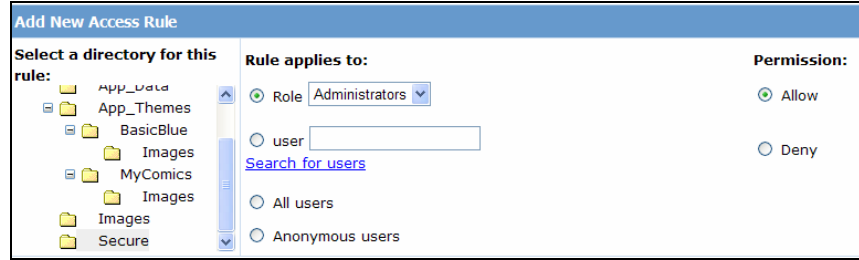 Add New Access Rule
Select a directory for this
rule:
App_Data
App_Themes
BasicBlue
Images
MyComics
Images
Images
Secure
Rule applies to:
Role Administrators
user
Search for users
All users
Anonymous users
Permission:
Allow
Deny